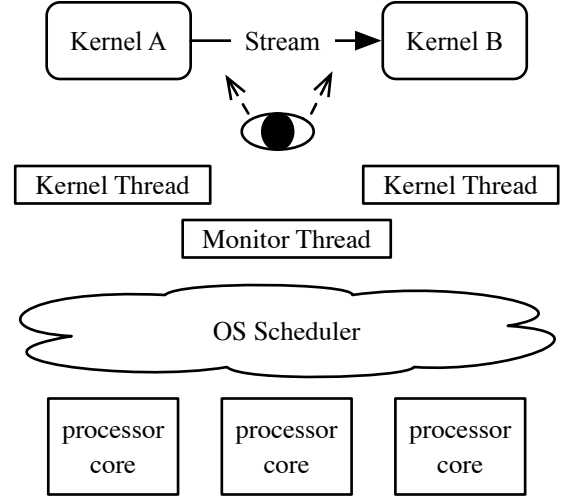 Kernel A
Stream
Kernel B
Kernel Thread
Kernel Thread
Monitor Thread
OS Scheduler
processor
core
processor
core
processor
core